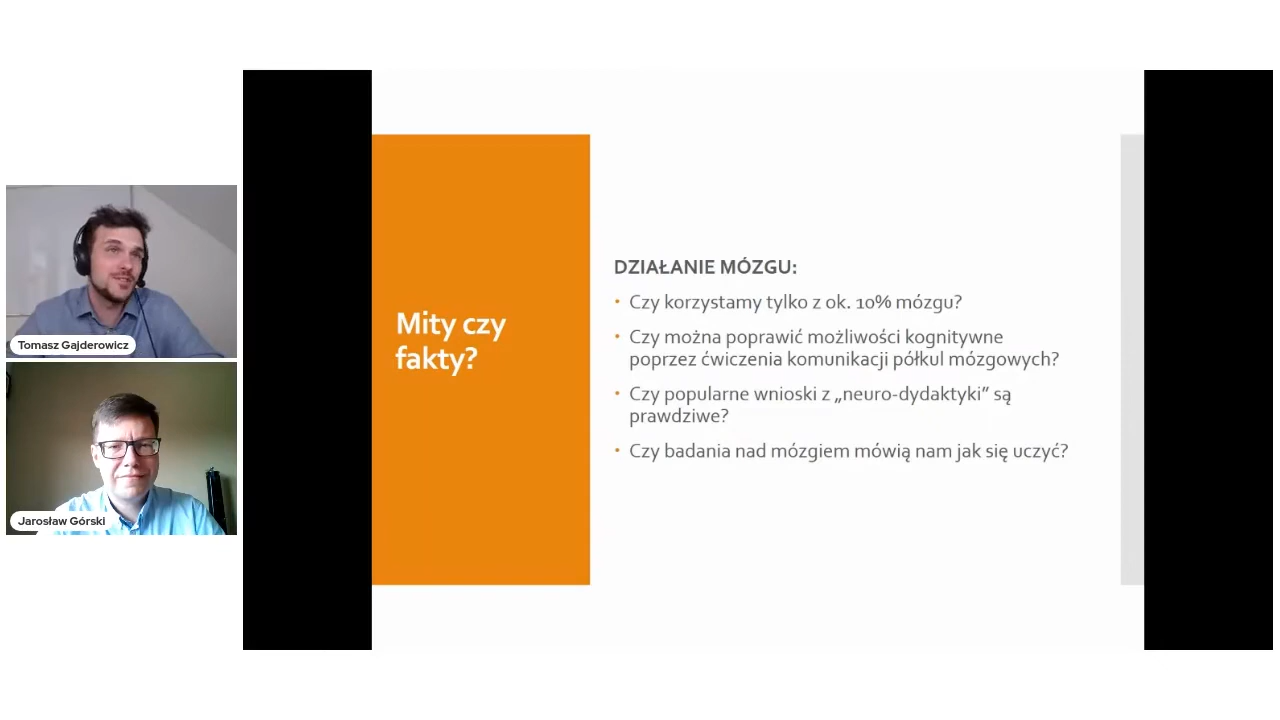 Tomasz Gajderowicz
Jarosław Górski
Mity czy
fakty?
DZIAŁANIE MÓZGU:
• Czy korzystamy tylko z ok. 10% mózgu?
• Czy można poprawić możliwości kognitywne
poprzez ćwiczenia komunikacji półkul mózgowych?
• Czy popularne wnioski z „neuro-dydaktyki” są
prawdziwe?
• Czy badania nad mózgiem mówią nam jak się uczyć?